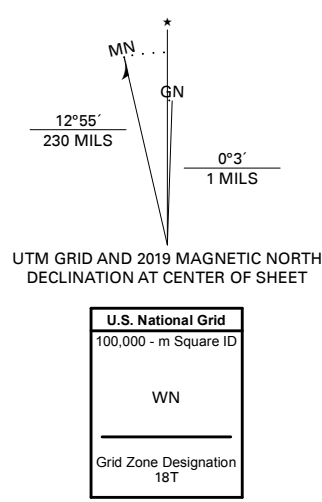 ★
MN
GN
12°55´
230 MILS
0°3´
1 MILS
UTM GRID AND 2019 MAGNETIC NORTH
DECLINATION AT CENTER OF SHEET
U.S. National Grid
100,000 - m Square ID
WN
Grid Zone Designation
18T